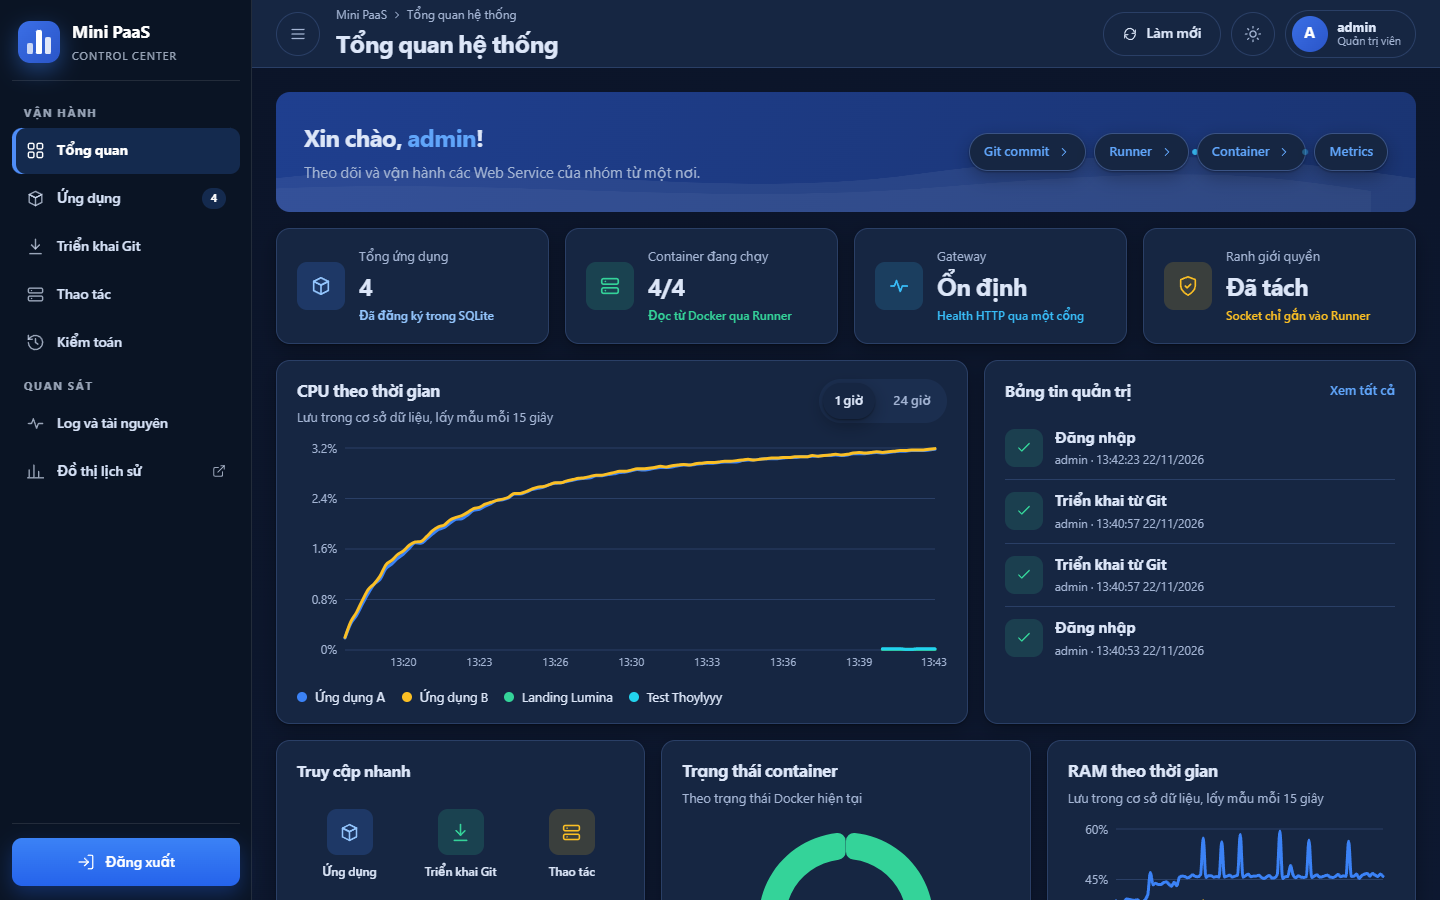 Mini PaaS
CONTROL CENTER
VẬN HÀNH
Tổng quan
Ứng dụng
4
Triển khai Git
Thao tác
Kiểm toán
QUAN SÁT
Log và tài nguyên
Đồ thị lịch sử
Đăng xuất
Mini PaaS > Tổng quan hệ thống
Tổng quan hệ thống
Làm mới
A
admin
Quản trị viên
Xin chào, admin!
Theo dõi và vận hành các Web Service của nhóm từ một nơi.
Git commit
Runner
Container
Metrics
Tổng ứng dụng
4
Đã đăng ký trong SQLite
Container đang chạy
4/4
Đọc từ Docker qua Runner
Gateway
Ổn định
Health HTTP qua một cổng
Ranh giới quyền
Đã tách
Socket chỉ gắn vào Runner
CPU theo thời gian
Lưu trong cơ sở dữ liệu, lấy mẫu mỗi 15 giây
1 giờ
24 giờ
3.2%
2.4%
1.6%
0.8%
0%
13:20 13:23 13:26 13:30 13:33 13:36 13:39 13:43
Ứng dụng A Ứng dụng B Landing Lumina Test Thoylyyy
Bảng tin quản trị
Xem tất cả
Đăng nhập
admin · 13:42:23 22/11/2026
Triển khai từ Git
admin · 13:40:57 22/11/2026
Triển khai từ Git
admin · 13:40:57 22/11/2026
Đăng nhập
admin · 13:40:53 22/11/2026
Truy cập nhanh
Ứng dụng
Triển khai Git
Thao tác
Trạng thái container
Theo trạng thái Docker hiện tại
RAM theo thời gian
Lưu trong cơ sở dữ liệu, lấy mẫu mỗi 15 giây
60%
45%